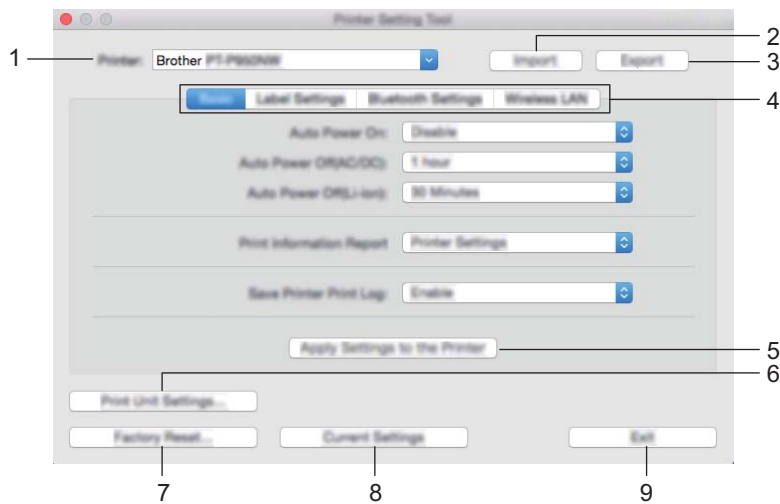 Printer Setting Tool
2
1
Printer:
Brother PT-P950NW
Import
Export
3
Basic
Label Settings
Bluetooth Settings
Wireless LAN
4
Auto Power On:
Disable
Auto Power Off(AC/DC):
1 hour
Auto Power Off(Li-ion):
30 Minutes
Print Information Report
Printer Settings
Save Printer Print Log:
Enable
Apply Settings to the Printer
5
6
Print Unit Settings...
Factory Reset...
Current Settings
Exit
7
8
9